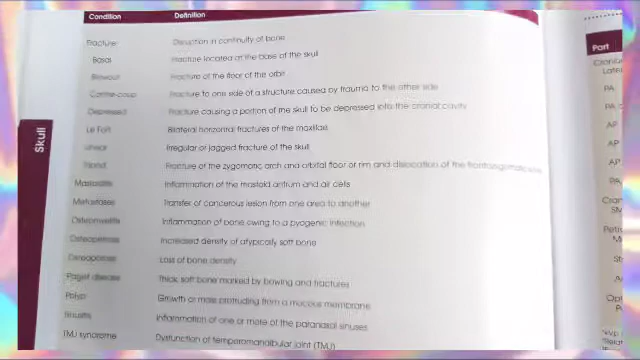 Condition Definition
Fracture Disruption in continuity of bone
Basal Fracture located at the base of the skull
Blowout Fracture of the floor of the orbit
Contre-coup Fracture to one side of a structure caused by trauma to the other side
Depressed Fracture causing a portion of the skull to be depressed into the cranial cavity
Le Fort Bilateral horizontal fractures of the maxillae
Linear Irregular or jagged fracture of the skull
Tripod Fracture of the zygomatic arch and orbital floor or rim and dislocation of the frontozygomatic
Mastoiditis Inflammation of the mastoid antrum and air cells
Metastases Transfer of cancerous lesion from one area to another
Osteomyelitis Inflammation of bone owing to a pyogenic infection
Osteopetrosis Increased density of atypically soft bone
Osteoporosis Loss of bone density
Paget disease Thick, soft bone marked by bowing and fractures
Polyp Growth or mass protruding from a mucous membrane
Sinusitis Inflammation of one or more of the paranasal sinuses
TMJ syndrome Dysfunction of temporomandibular joint (TMJ)
Skull
Part
PA
PA
AP
AP
AP
PA